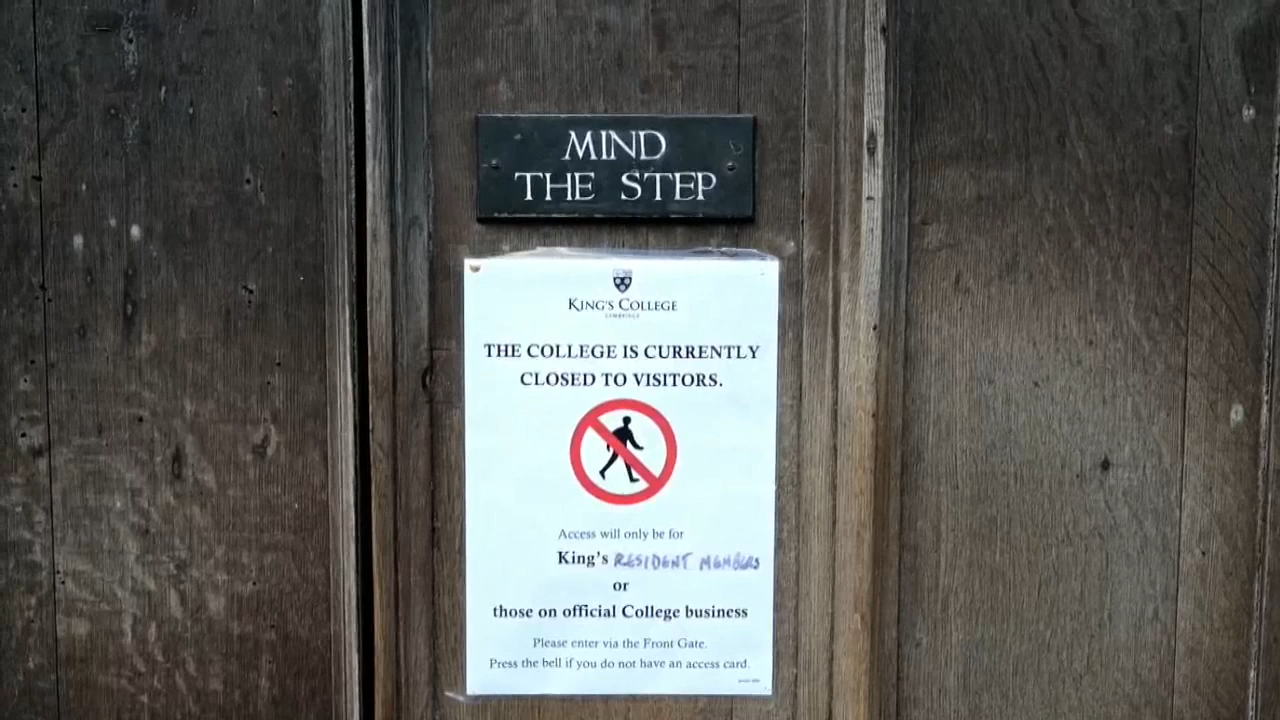 MIND
THE STEP
KING'S COLLEGE
CAMBRIDGE
THE COLLEGE IS CURRENTLY
CLOSED TO VISITORS.
Access will only be for
King's RESIDENT MEMBERS
or
those on official College business
Please enter via the Front Gate.
Press the bell if you do not have an access card.